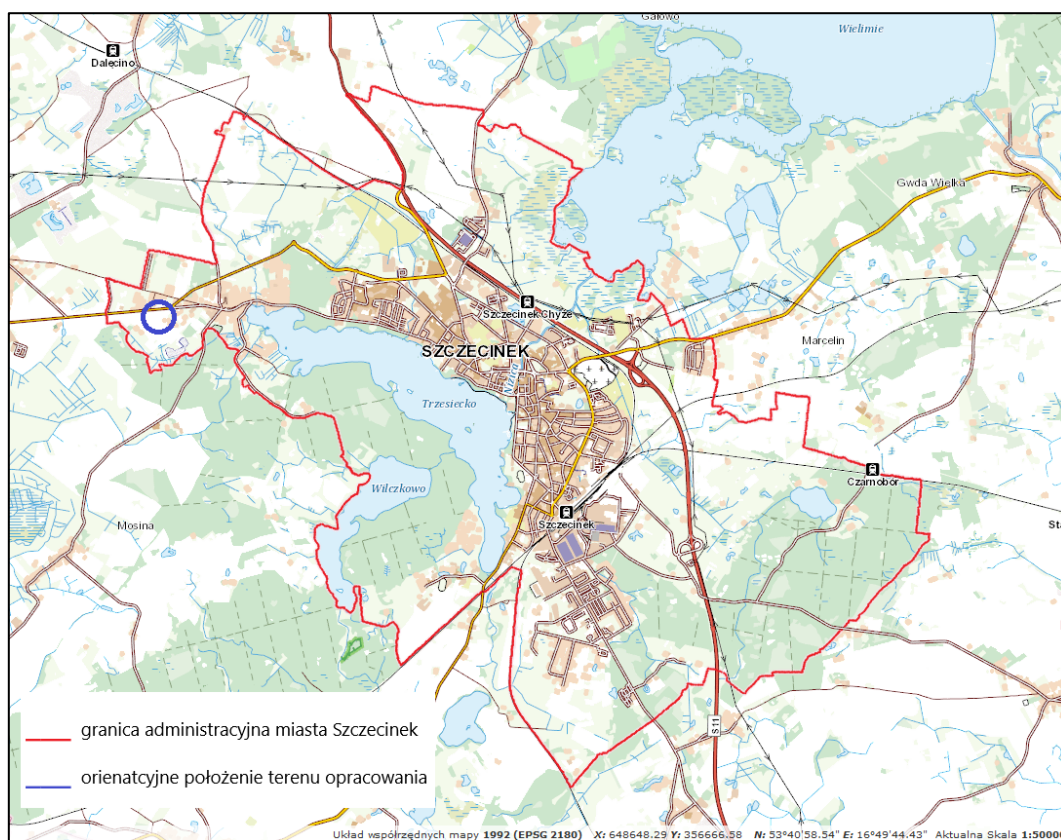 Gałowo
Wielimie
Dalęcino
Gwda Wielka
Szczecinek Chyże
SZCZECINEK
Nizica
Marcelin
Trzesiecko
Wilczkowo
Czarnobór
Mosina
Szczecinek
S11
granica administracyjna miasta Szczecinek
orienatcyjne położenie terenu opracowania
Układ współrzędnych mapy 1992 (EPSG 2180) X: 648648.29 Y: 356666.58 N: 53°40'58.54" E: 16°49'44.43" Aktualna Skala 1:50000